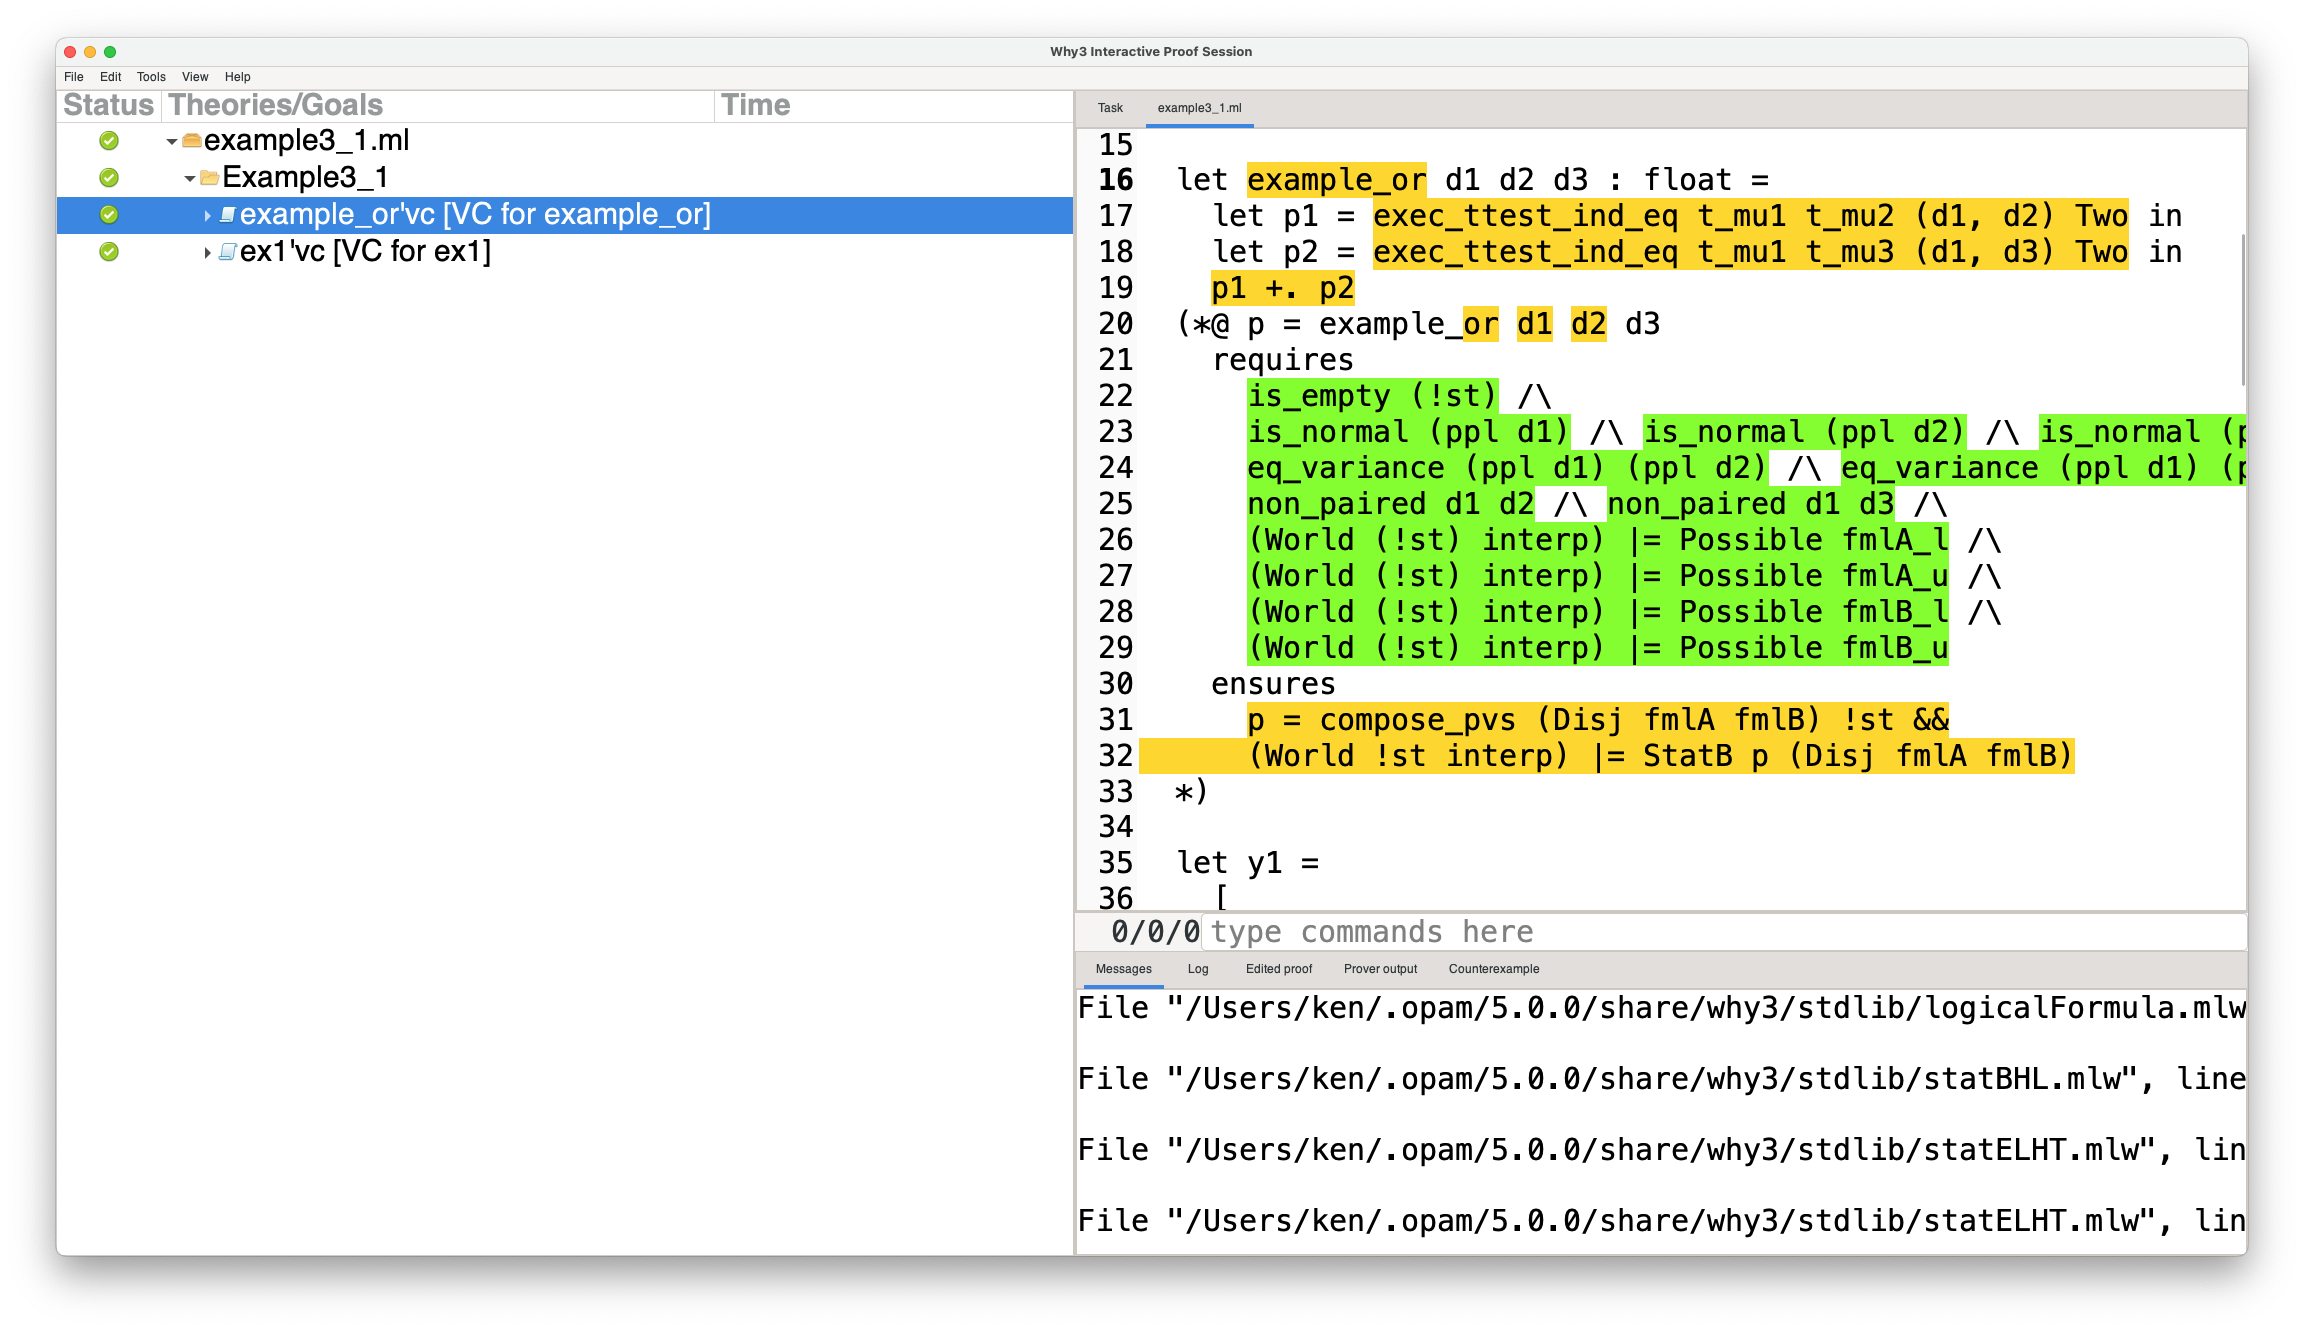 Why3 Interactive Proof Session
File Edit Tools View Help
Status Theories/Goals Time
example3_1.ml
Example3_1
example_or'vc [VC for example_or]
ex1'vc [VC for ex1]
Task example3_1.ml
15
16 let example_or d1 d2 d3 : float =
17 let p1 = exec_ttest_ind_eq t_mu1 t_mu2 (d1, d2) Two in
18 let p2 = exec_ttest_ind_eq t_mu1 t_mu3 (d1, d3) Two in
19 p1 +. p2
20 (*@ p = example_or d1 d2 d3
21 requires
22 is_empty (!st) /\
23 is_normal (ppl d1) /\ is_normal (ppl d2) /\ is_normal (p
24 eq_variance (ppl d1) (ppl d2) /\ eq_variance (ppl d1) (p
25 non_paired d1 d2 /\ non_paired d1 d3 /\
26 (World (!st) interp) |= Possible fmlA_l /\
27 (World (!st) interp) |= Possible fmlA_u /\
28 (World (!st) interp) |= Possible fmlB_l /\
29 (World (!st) interp) |= Possible fmlB_u
30 ensures
31 p = compose_pvs (Disj fmlA fmlB) !st &&
32 (World !st interp) |= StatB p (Disj fmlA fmlB)
33 *)
34
35 let y1 =
36 [
0/0/0 type commands here
Messages Log Edited proof Prover output Counterexample
File "/Users/ken/.opam/5.0.0/share/why3/stdlib/logicalFormula.mlw
File "/Users/ken/.opam/5.0.0/share/why3/stdlib/statBHL.mlw", line
File "/Users/ken/.opam/5.0.0/share/why3/stdlib/statELHT.mlw", lin
File "/Users/ken/.opam/5.0.0/share/why3/stdlib/statELHT.mlw", lin